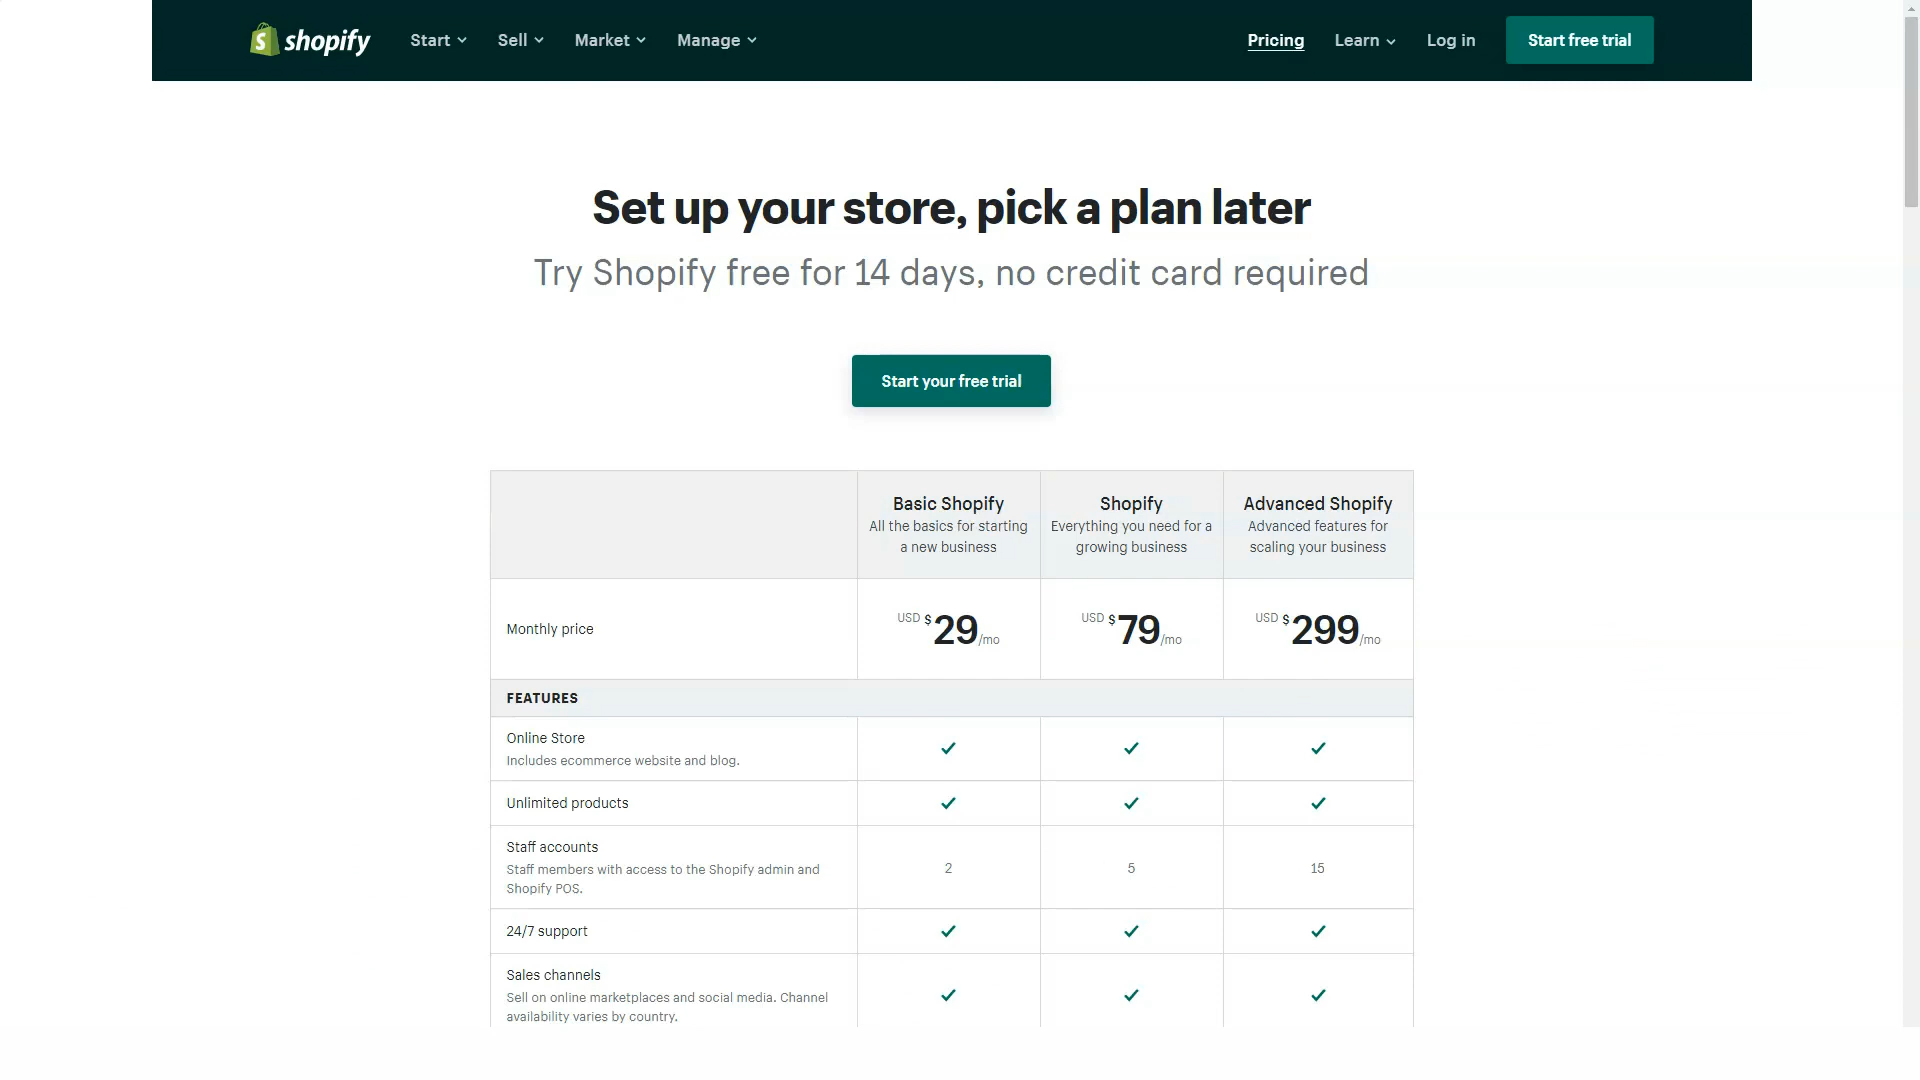 shopify Start Sell Market Manage Pricing Learn Log in Start free trial
Set up your store, pick a plan later
Try Shopify free for 14 days, no credit card required
Start your free trial
Basic Shopify
All the basics for starting
a new business
Shopify
Everything you need for a
growing business
Advanced Shopify
Advanced features for
scaling your business
Monthly price USD $ 29/mo USD $ 79/mo USD $ 299/mo
FEATURES
Online Store
Includes ecommerce website and blog.
Unlimited products
Staff accounts
Staff members with access to the Shopify admin and
Shopify POS.
2 5 15
24/7 support
Sales channels
Sell on online marketplaces and social media. Channel
availability varies by country.